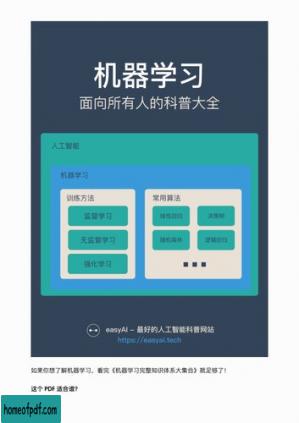 机器学习
面向所有人的科普大全
人工智能
机器学习
训练方法
常用算法
监督学习
线性回归
决策树
无监督学习
随机森林
逻辑回归
强化学习
easyAI - 最好的人工智能科普网站
https://easyai.tech
如果你想了解机器学习，看完《机器学习完整知识体系大集合》就足够了！
这个 PDF 适合谁？
homeofpdf.com